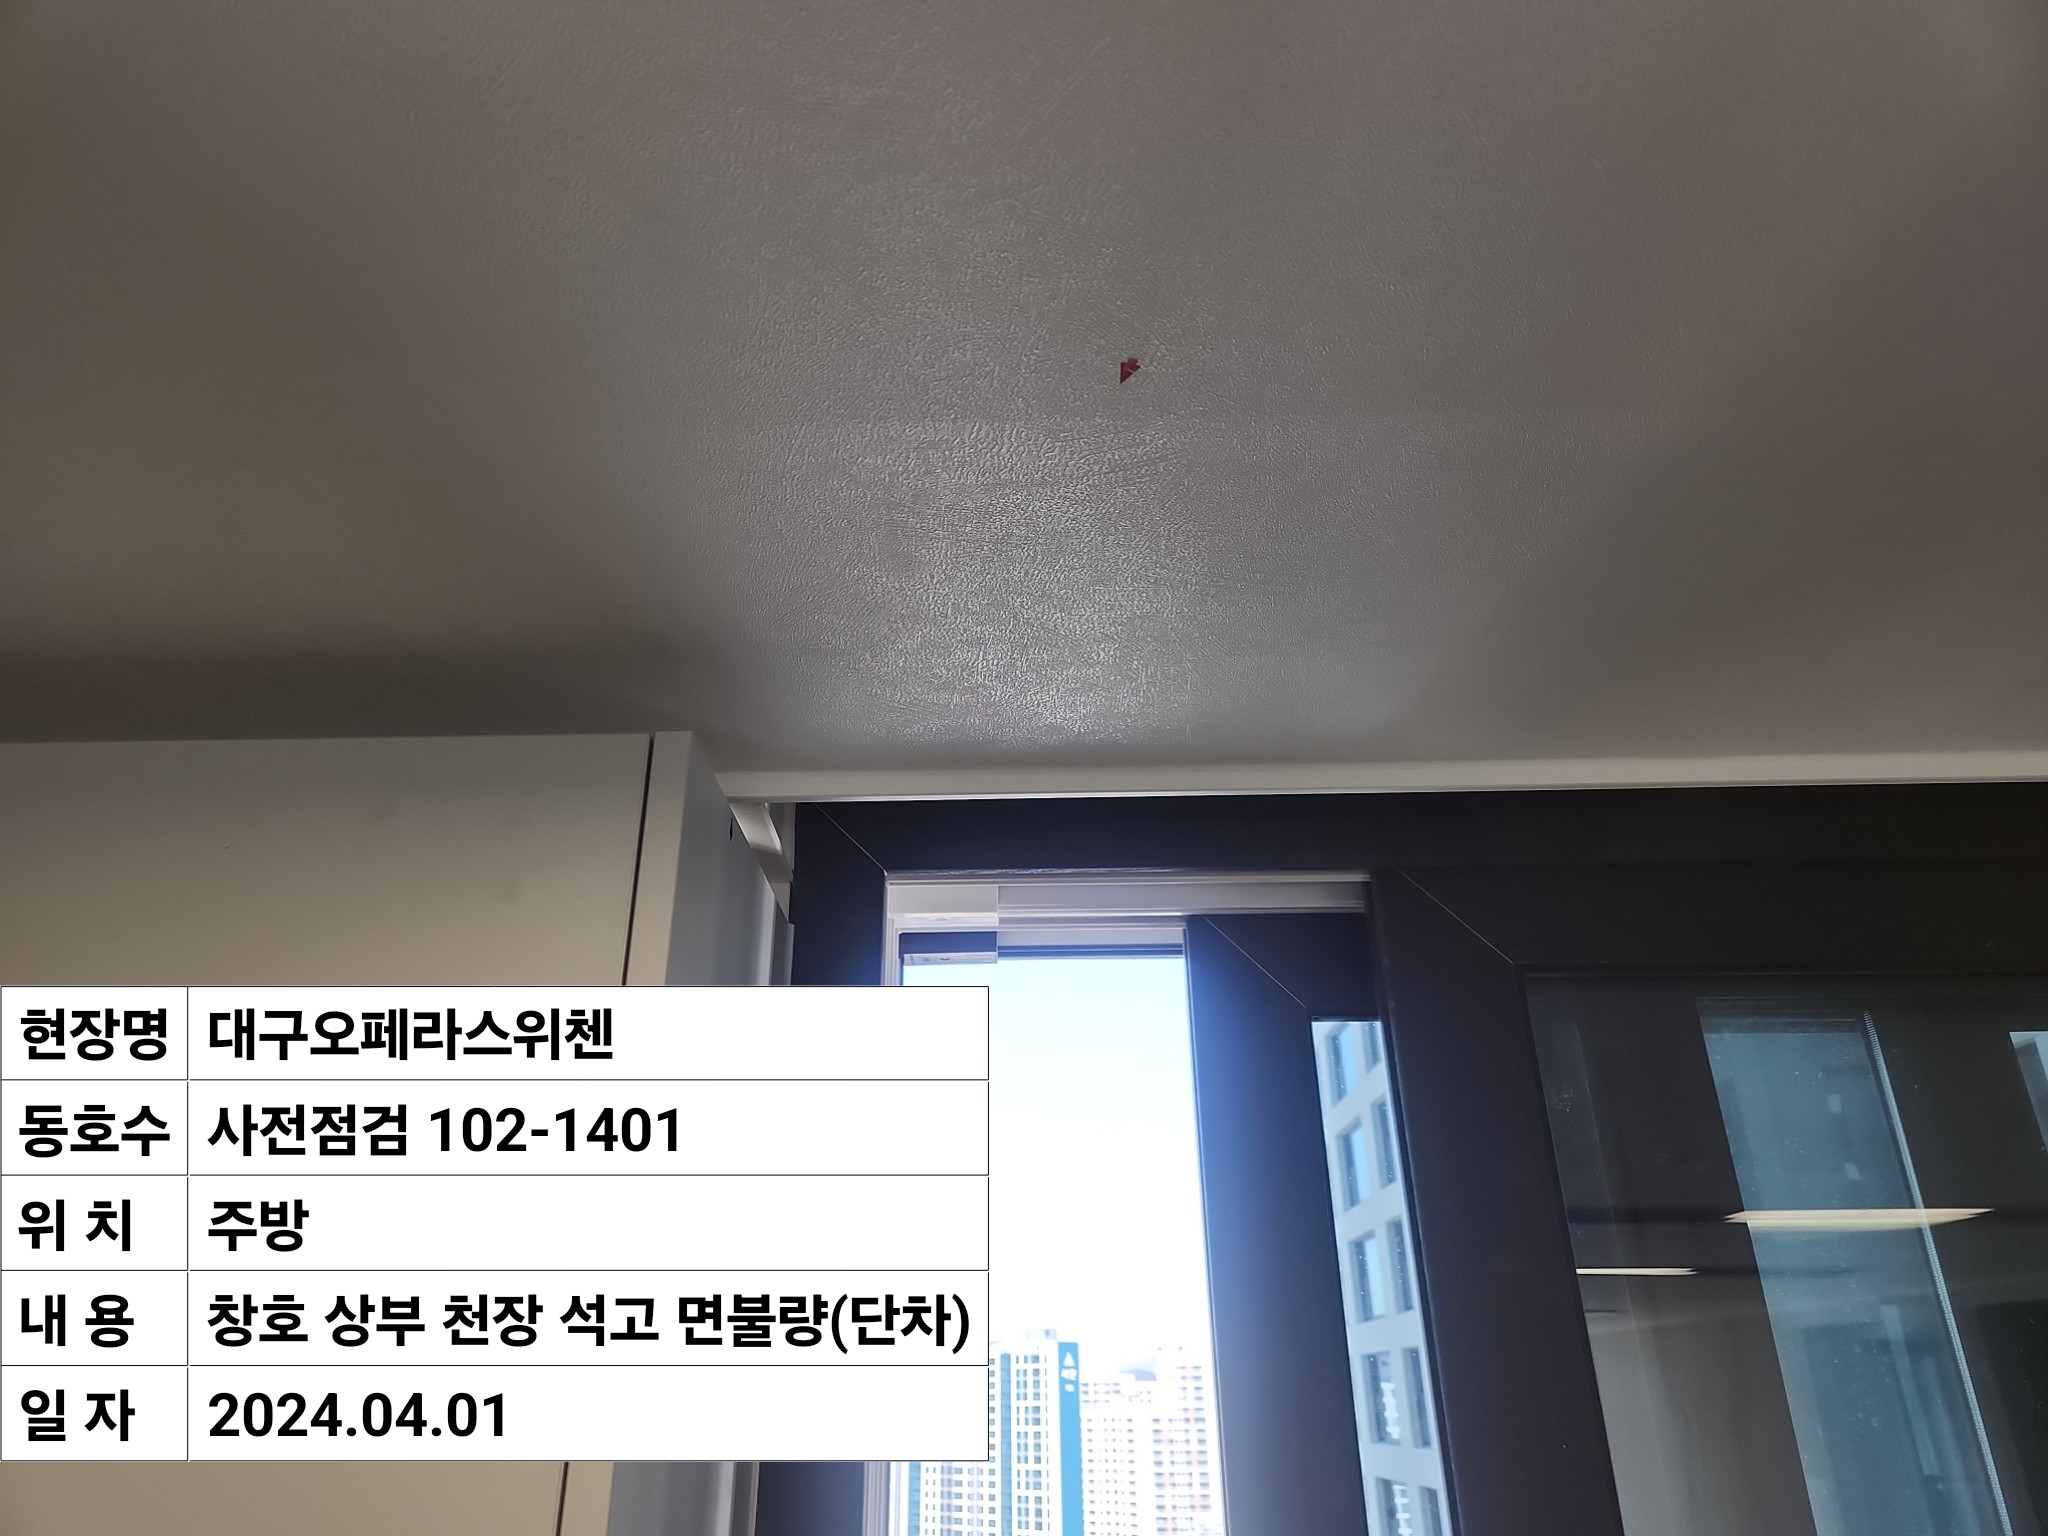 현장명 대구오페라스위첸
동호수 사전점검 102-1401
위 치 주방
내 용 창호 상부 천장 석고 면불량(단차)
일 자 2024.04.01